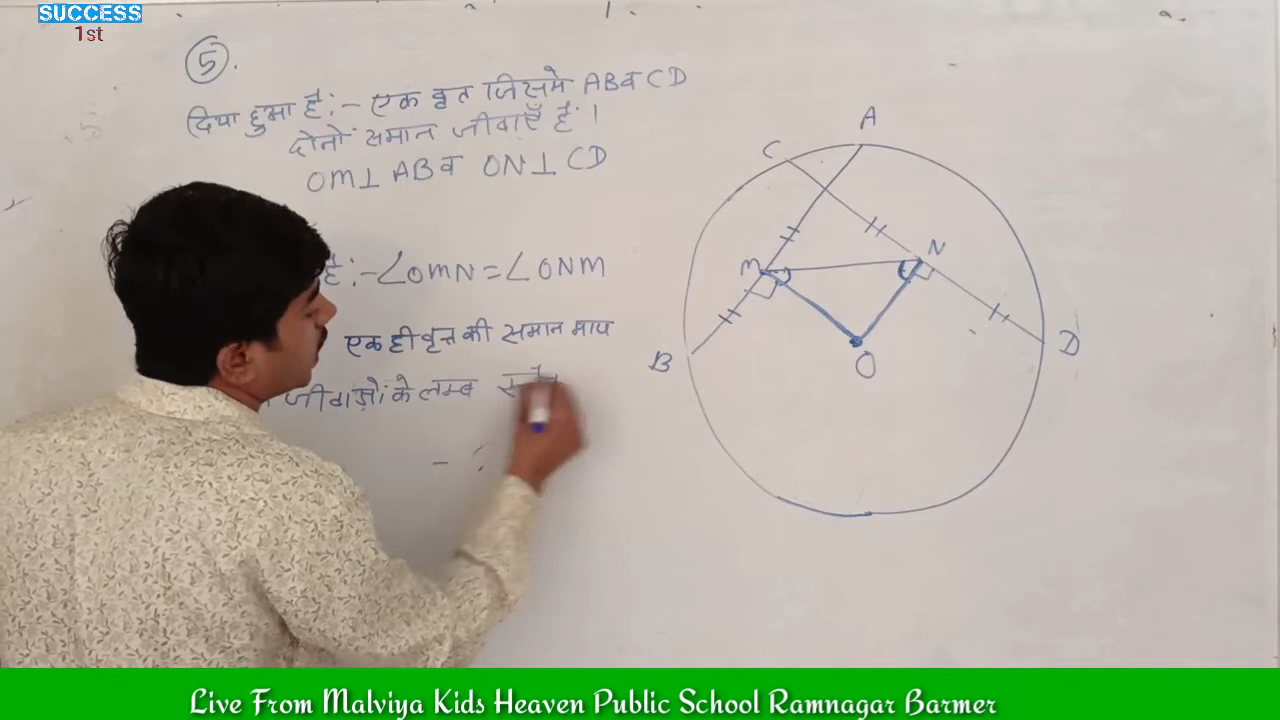 SUCCESS
1st
5.
दिया हुआ है:- एक वृत जिसमे AB व CD
दोनो समान जीवाएँ है।
OM⊥ AB व ON⊥ CD
है:- ∠OMN = ∠ONM
एक ही वृत्त की समान माप
जीवाओं के लम्ब
A
C
N
M
B
D
O
Live From Malviya Kids Heaven Public School Ramnagar Barmer